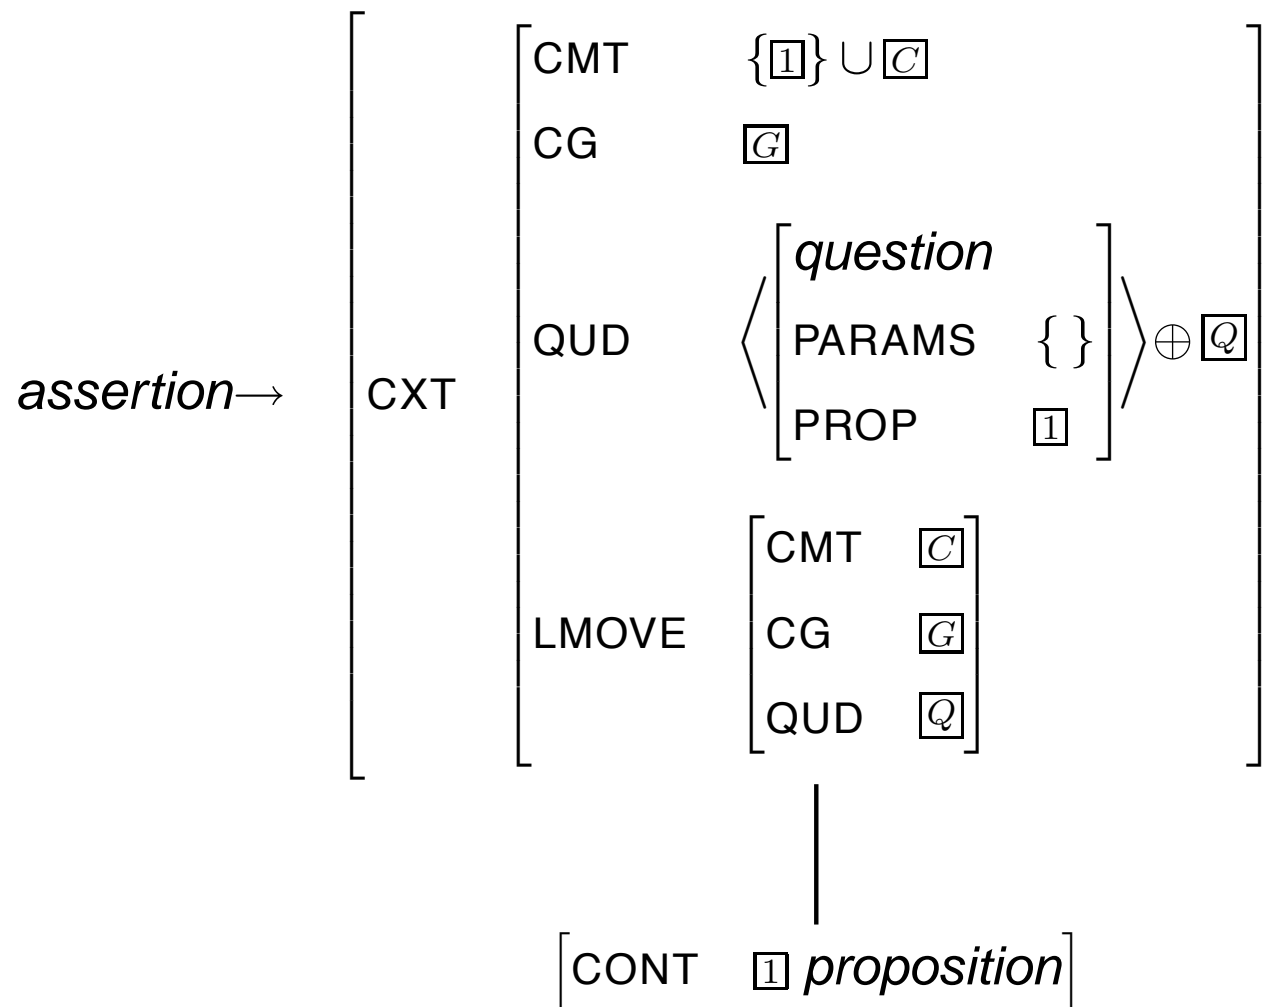 CMT {1} ∪ C
CG G
question
QUD ⟨ PARAMS { } ⟩ ⊕ Q
assertion→ CXT
PROP 1
CMT C
LMOVE CG G
QUD Q
CONT 1 proposition